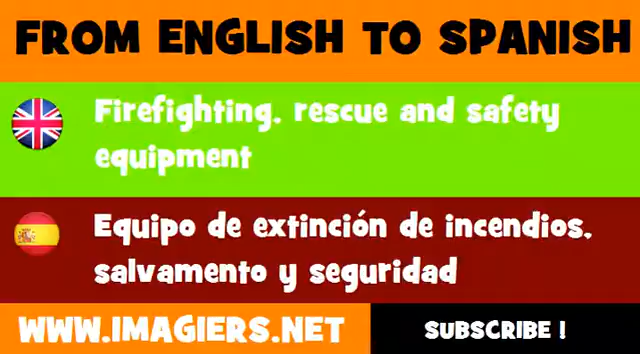 FROM ENGLISH TO SPANISH
Firefighting, rescue and safety
equipment
Equipo de extinción de incendios,
salvamento y seguridad
WWW.IMAGIERS.NET
SUBSCRIBE !